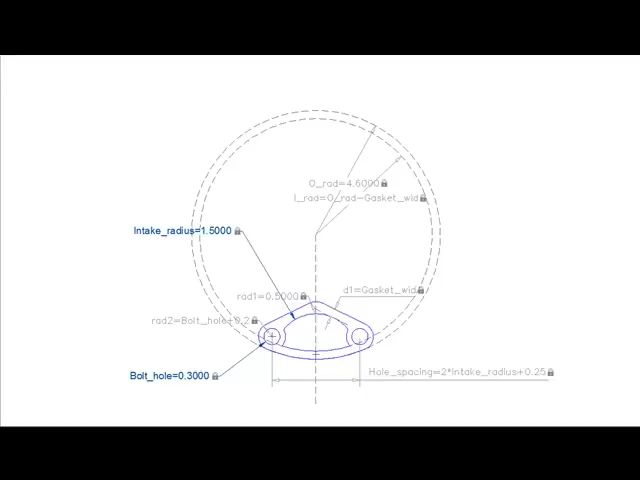 O_rad=4.6000
I_rad=O_rad-Gasket_wid
Intake_radius=1.5000
d1=Gasket_wid
rad1=0.5000
rad2=Bolt_hole+0.2
Hole_spacing=2*Intake_radius+0.25
Bolt_hole=0.3000